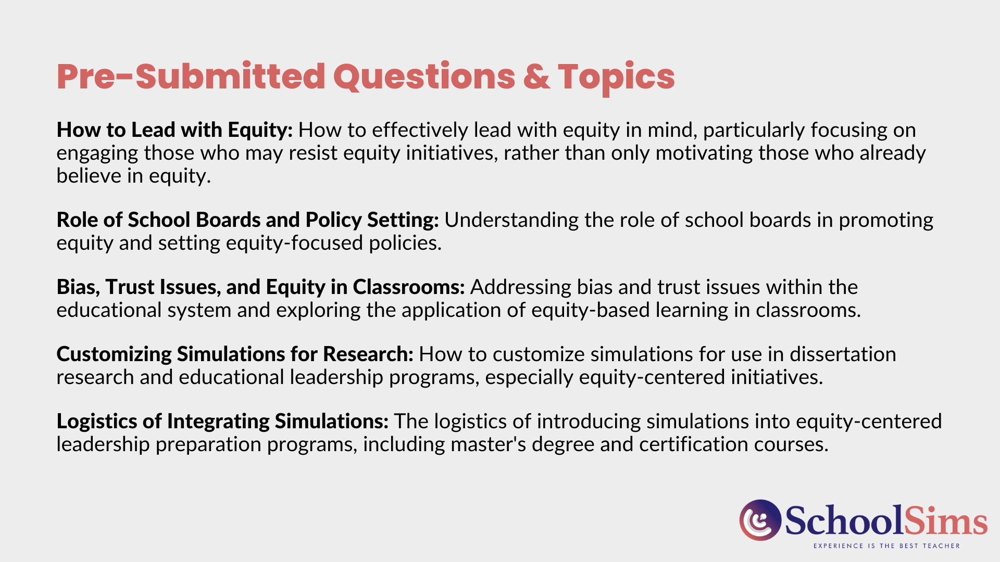 Pre-Submitted Questions & Topics
How to Lead with Equity: How to effectively lead with equity in mind, particularly focusing on
engaging those who may resist equity initiatives, rather than only motivating those who already
believe in equity.
Role of School Boards and Policy Setting: Understanding the role of school boards in promoting
equity and setting equity-focused policies.
Bias, Trust Issues, and Equity in Classrooms: Addressing bias and trust issues within the
educational system and exploring the application of equity-based learning in classrooms.
Customizing Simulations for Research: How to customize simulations for use in dissertation
research and educational leadership programs, especially equity-centered initiatives.
Logistics of Integrating Simulations: The logistics of introducing simulations into equity-centered
leadership preparation programs, including master's degree and certification courses.
SchoolSims
EXPERIENCE IS THE BEST TEACHER